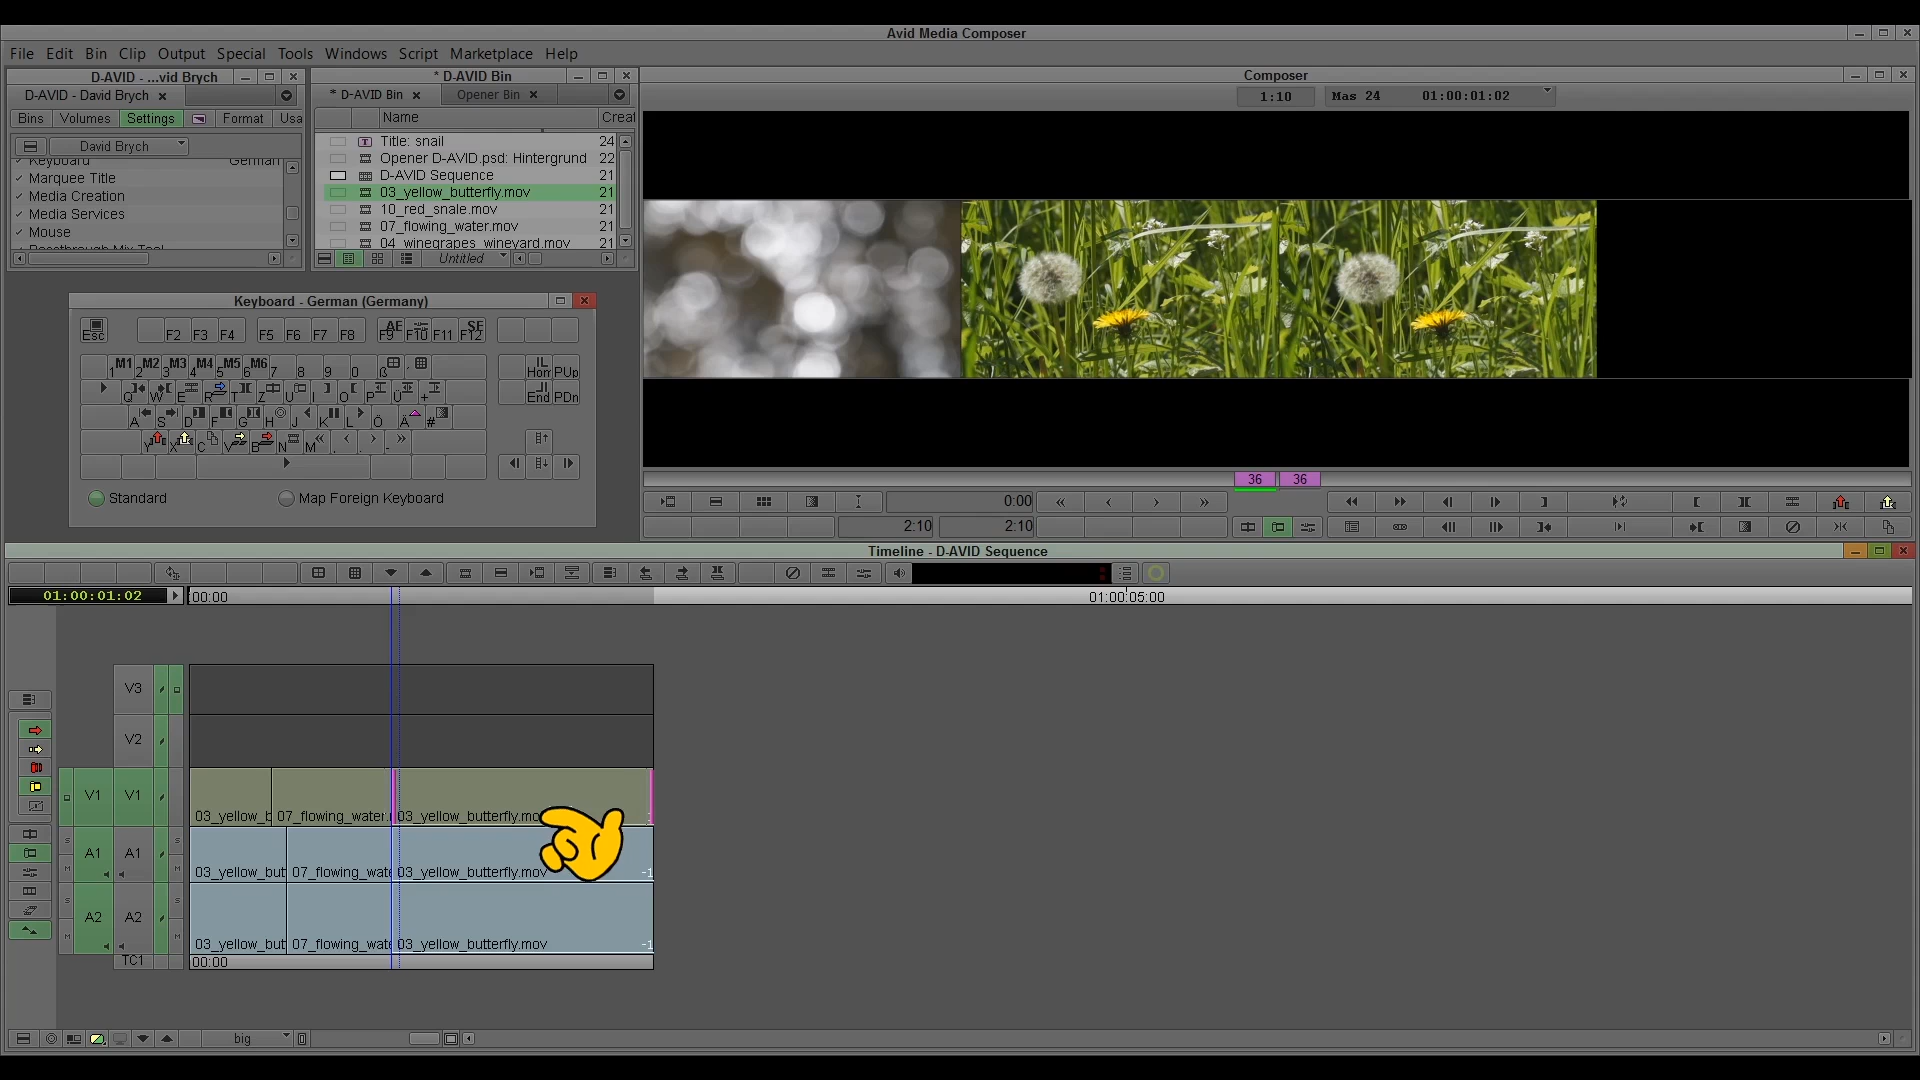 Avid Media Composer
File Edit Bin Clip Output Special Tools Windows Script Marketplace Help
D-AVID - ...vid Brych
* D-AVID Bin
Composer
D-AVID - David Brych
* D-AVID Bin
Opener Bin
1:10
Mas 24
01:00:01:02
Bins Volumes Settings Format Usa
Name
Creat
David Brych
Keyboard German
Marquee Title
Media Creation
Media Services
Mouse
Title: snail 24
Opener D-AVID.psd: Hintergrund 22
D-AVID Sequence 21
03_yellow_butterfly.mov 21
10_red_snale.mov 21
07_flowing_water.mov 21
04_winegrapes_vineyard.mov 21
Untitled
Keyboard - German (Germany)
AE SE
Esc F2 F3 F4 F5 F6 F7 F8 F9 F10 F11 F12
M1 M2 M3 M4 M5 M6
1 2 3 4 5 6 7 8 9 0 ß ´ Hom PUp
Q W E R T Z U I O P Ü + End PDn
A S D F G H J K L Ö Ä #
Y X C V B N M , . -
Standard
Map Foreign Keyboard
36 36
0:00
2:10 2:10
Timeline - D-AVID Sequence
01:00:01:02
00:00
01:00:05:00
V3
V2
V1 V1
03_yellow_b 07_flowing_water. 03_yellow_butterfly.mo
S A1 A1 S
M M
03_yellow_but 07_flowing_wate 03_yellow_butterfly.mov -1
S A2 A2 S
M M
03_yellow_but 07_flowing_wate 03_yellow_butterfly.mov -1
TC1
00:00
big